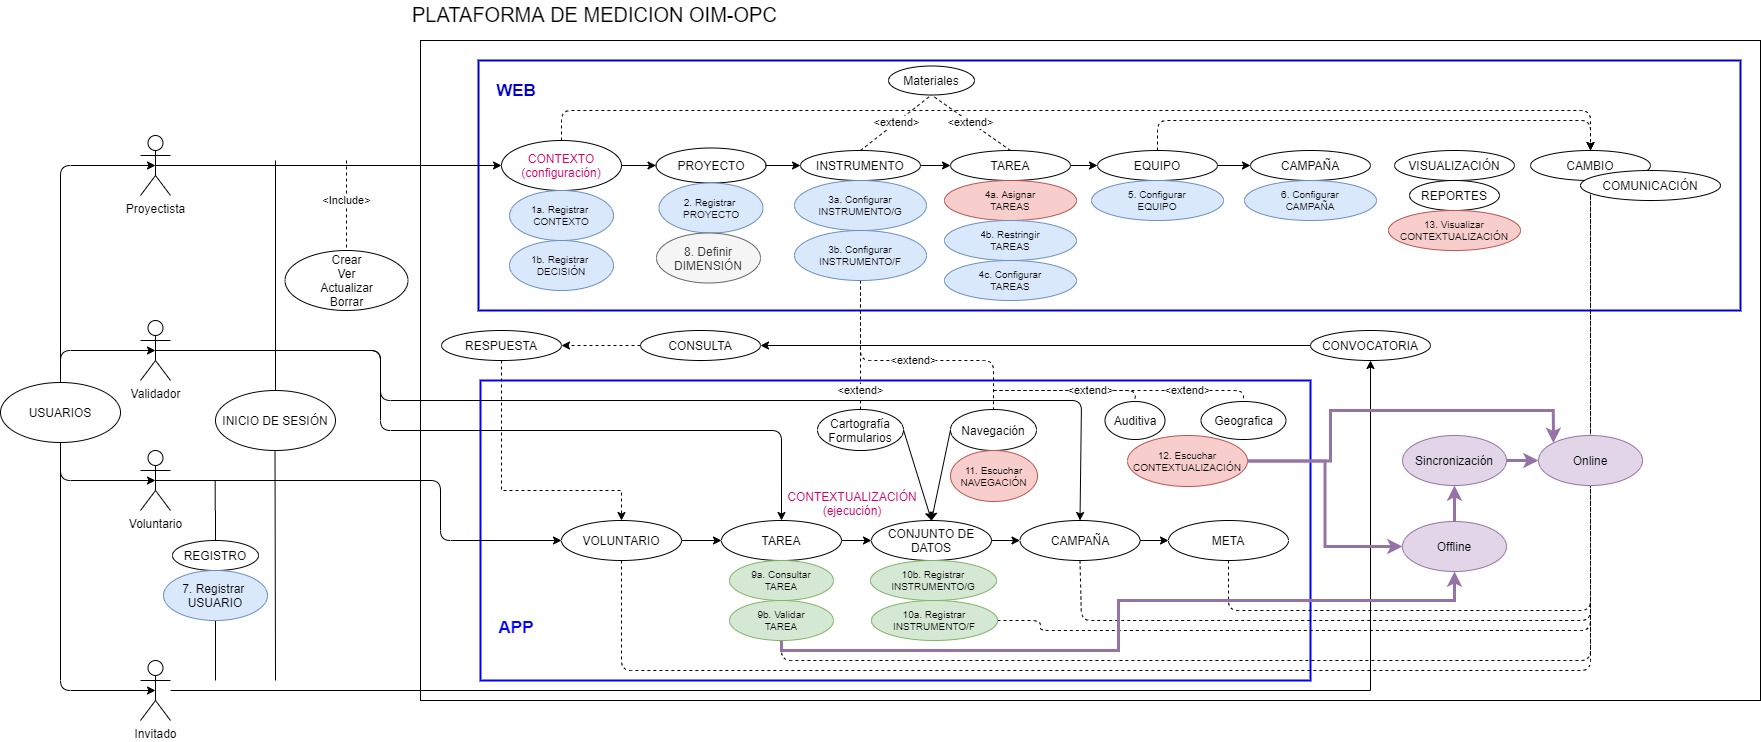 PLATAFORMA DE MEDICION OIM-OPC
WEB
Materiales
<extend>
<extend>
Proyectista
<Include>
Crear
Ver
Actualizar
Borrar
CONTEXTO
(configuración)
1a. Registrar
CONTEXTO
1b. Registrar
DECISIÓN
PROYECTO
2. Registrar
PROYECTO
8. Definir
DIMENSIÓN
INSTRUMENTO
3a. Configurar
INSTRUMENTO/G
3b. Configurar
INSTRUMENTO/F
TAREA
4a. Asignar
TAREAS
4b. Restringir
TAREAS
4c. Configurar
TAREAS
EQUIPO
5. Configurar
EQUIPO
CAMPAÑA
6. Configurar
CAMPAÑA
VISUALIZACIÓN
REPORTES
13. Visualizar
CONTEXTUALIZACIÓN
CAMBIO
COMUNICACIÓN
RESPUESTA
CONSULTA
CONVOCATORIA
<extend>
<extend>
<extend>
<extend>
Validador
USUARIOS
INICIO DE SESIÓN
Cartografía
Formularios
Navegación
11. Escuchar
NAVEGACIÓN
Auditiva
Geografica
12. Escuchar
CONTEXTUALIZACIÓN
Sincronización
Online
Offline
Voluntario
REGISTRO
7. Registrar
USUARIO
CONTEXTUALIZACIÓN
(ejecución)
VOLUNTARIO
TAREA
9a. Consultar
TAREA
9b. Validar
TAREA
CONJUNTO DE
DATOS
10b. Registrar
INSTRUMENTO/G
10a. Registrar
INSTRUMENTO/F
CAMPAÑA
META
APP
Invitado